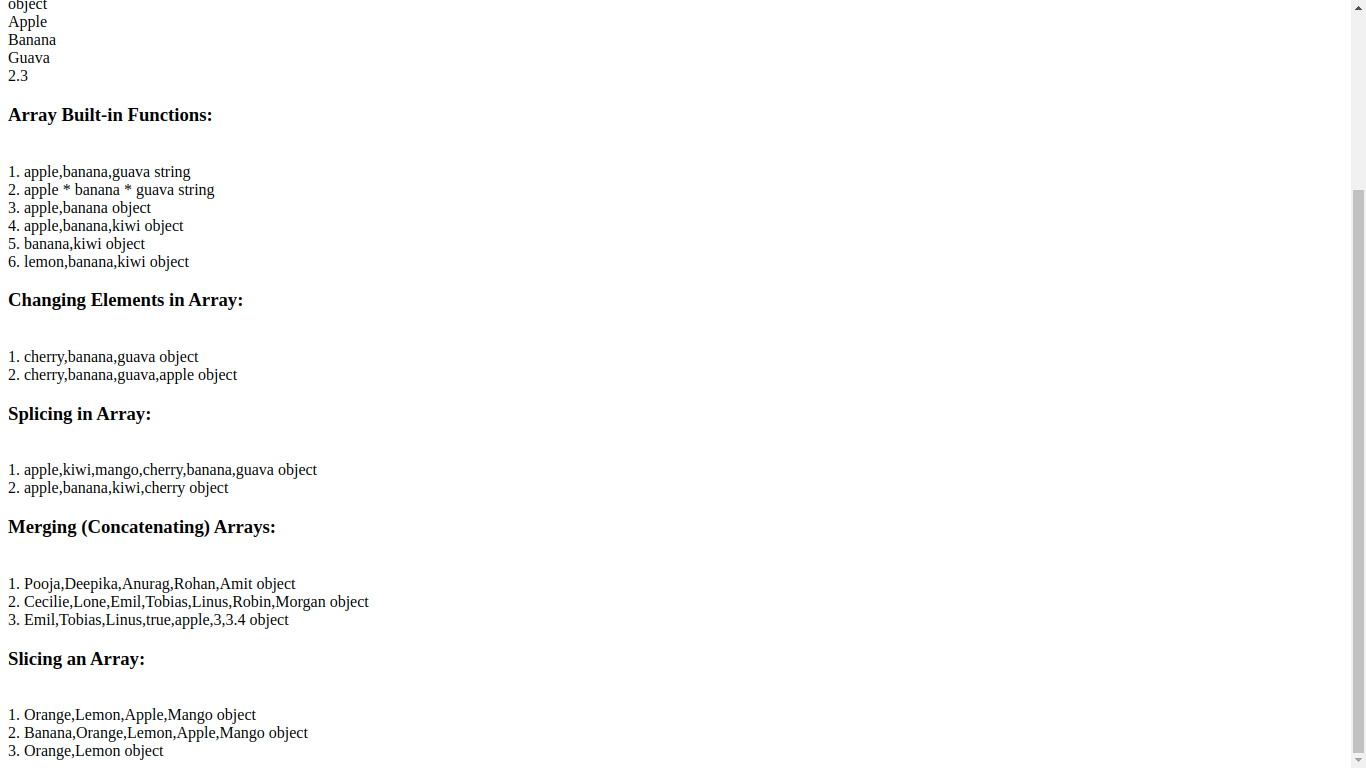 object
Apple
Banana
Guava
2.3
Array Built-in Functions:
1. apple,banana,guava string
2. apple * banana * guava string
3. apple,banana object
4. apple,banana,kiwi object
5. banana,kiwi object
6. lemon,banana,kiwi object
Changing Elements in Array:
1. cherry,banana,guava object
2. cherry,banana,guava,apple object
Splicing in Array:
1. apple,kiwi,mango,cherry,banana,guava object
2. apple,banana,kiwi,cherry object
Merging (Concatenating) Arrays:
1. Pooja,Deepika,Anurag,Rohan,Amit object
2. Cecilie,Lone,Emil,Tobias,Linus,Robin,Morgan object
3. Emil,Tobias,Linus,true,apple,3,3.4 object
Slicing an Array:
1. Orange,Lemon,Apple,Mango object
2. Banana,Orange,Lemon,Apple,Mango object
3. Orange,Lemon object